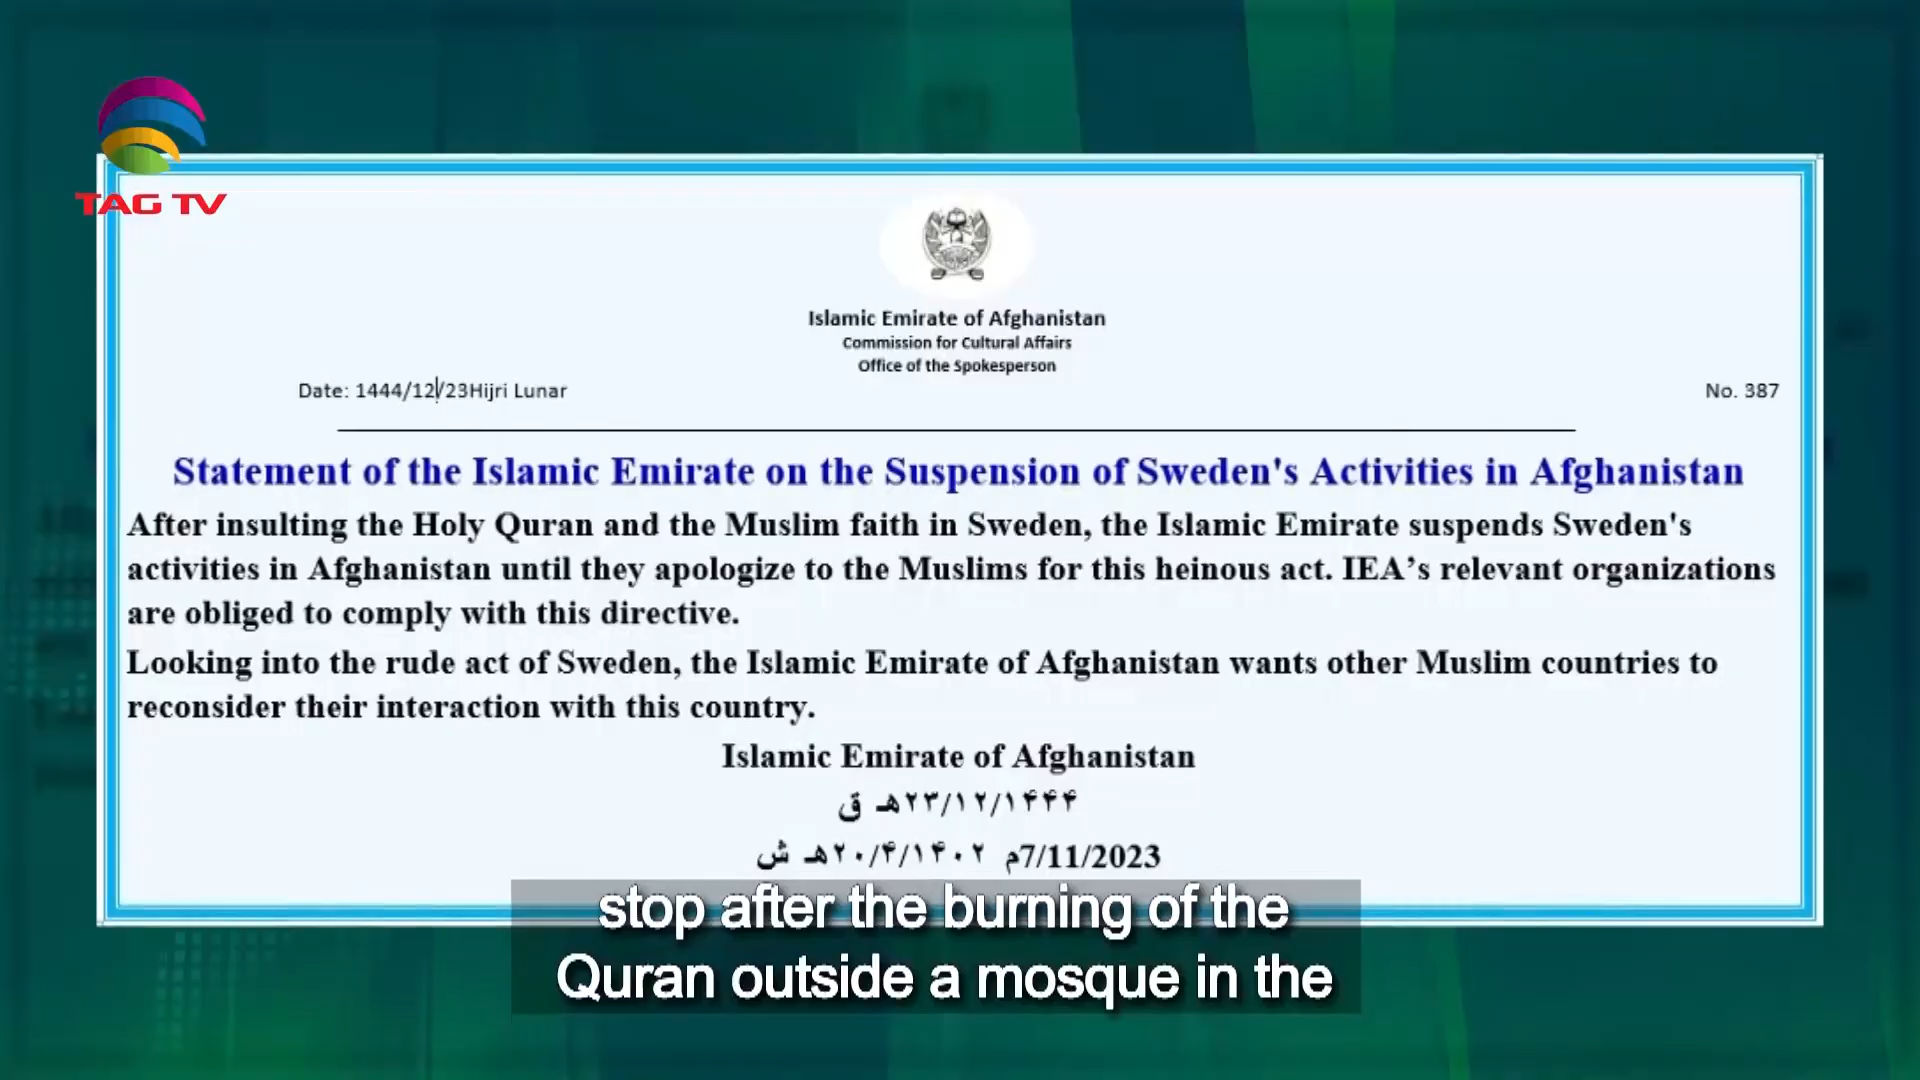 TAG TV
Islamic Emirate of Afghanistan
Commission for Cultural Affairs
Office of the Spokesperson
Date: 1444/12/23Hijri Lunar
No. 387
Statement of the Islamic Emirate on the Suspension of Sweden's Activities in Afghanistan
After insulting the Holy Quran and the Muslim faith in Sweden, the Islamic Emirate suspends Sweden's
activities in Afghanistan until they apologize to the Muslims for this heinous act. IEA’s relevant organizations
are obliged to comply with this directive.
Looking into the rude act of Sweden, the Islamic Emirate of Afghanistan wants other Muslim countries to
reconsider their interaction with this country.
Islamic Emirate of Afghanistan
۲۳/۱۲/۱۴۴۴هـ ق
۲۰/۴/۱۴۰۲هـ ش 7/11/2023م
stop after the burning of the
Quran outside a mosque in the